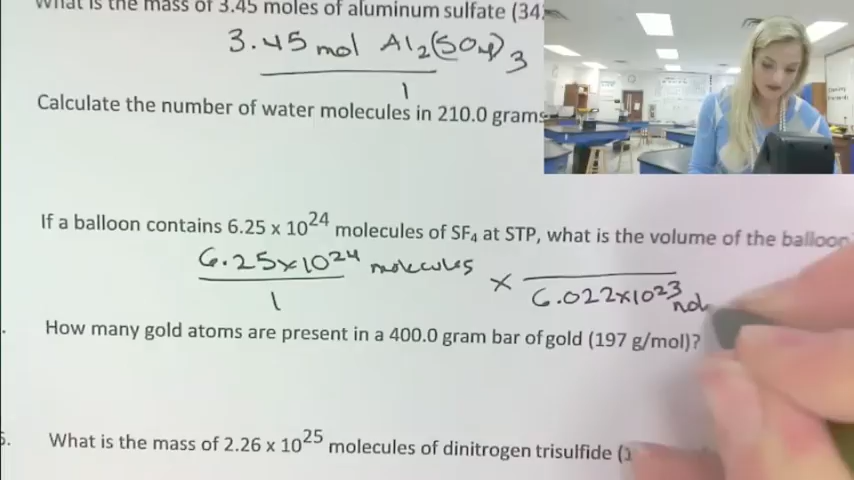 What is the mass of 3.45 moles of aluminum sulfate (34
3.45 mol Al2(SO4)3
1
Calculate the number of water molecules in 210.0 grams
If a balloon contains 6.25 x 10^24 molecules of SF4 at STP, what is the volume of the balloon
6.25x10^24 molecules x 6.022x10^23
1
How many gold atoms are present in a 400.0 gram bar of gold (197 g/mol)?
5. What is the mass of 2.26 x 10^25 molecules of dinitrogen trisulfide (1